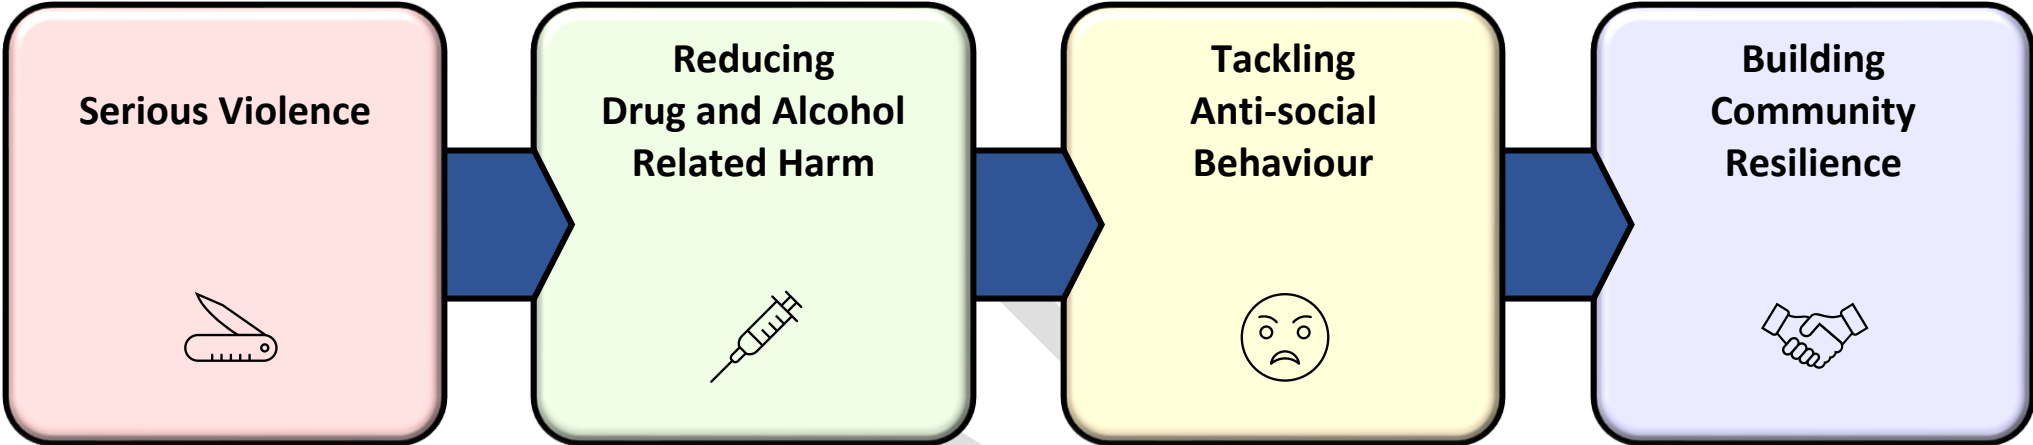 Serious Violence
Reducing
Drug and Alcohol
Related Harm
Tackling
Anti-social
Behaviour
Building
Community
Resilience